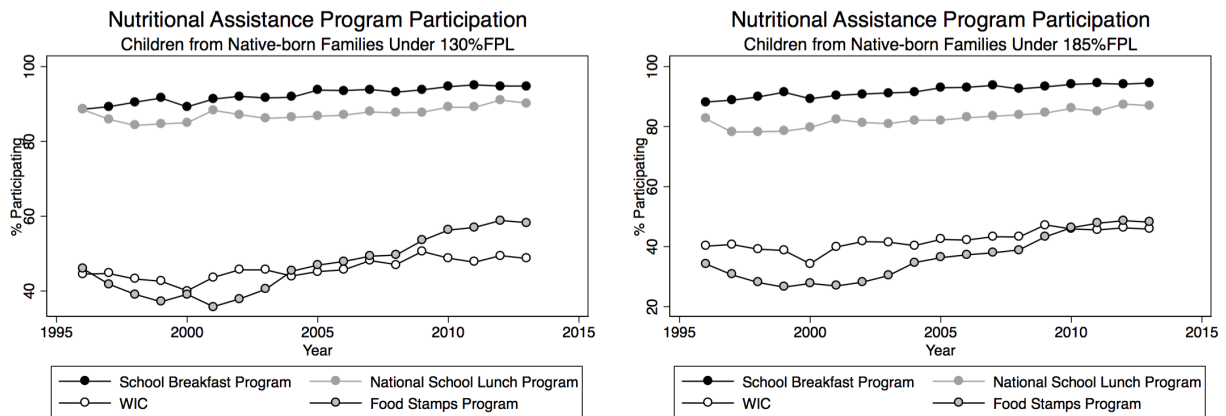 Nutritional Assistance Program Participation
Children from Native-born Families Under 130%FPL
% Participating
100
80
60
40
1995
2000
2005
2010
2015
Year
School Breakfast Program
National School Lunch Program
WIC
Food Stamps Program
Nutritional Assistance Program Participation
Children from Native-born Families Under 185%FPL
% Participating
100
80
60
40
20
1995
2000
2005
2010
2015
Year
School Breakfast Program
National School Lunch Program
WIC
Food Stamps Program